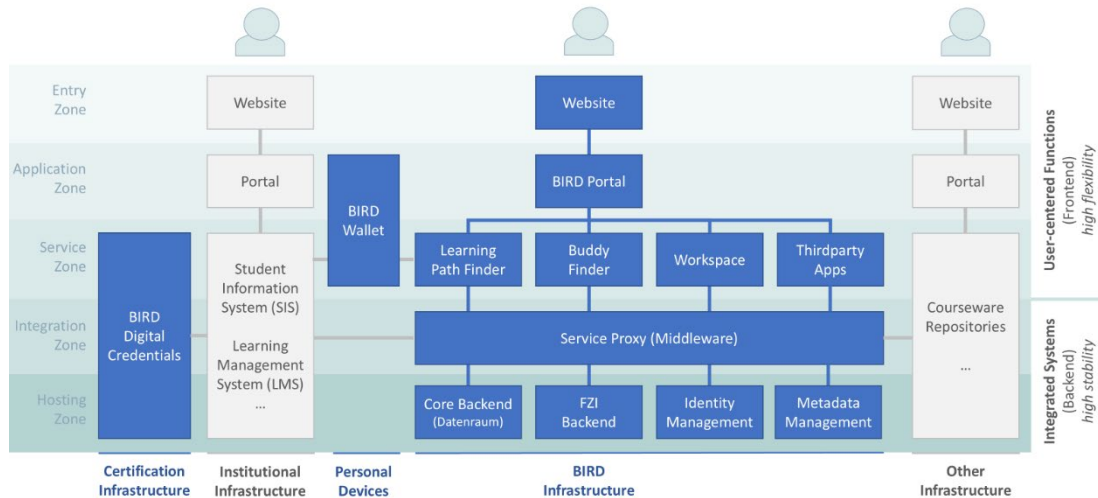 Entry
Zone
Website
Website
Website
Application
Zone
Portal
BIRD
Wallet
BIRD Portal
Portal
Service
Zone
Learning
Path Finder
Buddy
Finder
Workspace
Thirdparty
Apps
Student
Information
System (SIS)
Learning
Management
System (LMS)
...
BIRD
Digital
Credentials
Courseware
Repositories
...
Integration
Zone
Service Proxy (Middleware)
Hosting
Zone
Core Backend
(Datenraum)
FZI
Backend
Identity
Management
Metadata
Management
Certification
Infrastructure
Institutional
Infrastructure
Personal
Devices
BIRD
Infrastructure
Other
Infrastructure
User-centered Functions
(Frontend)
high flexibility
Integrated Systems
(Backend)
high stability